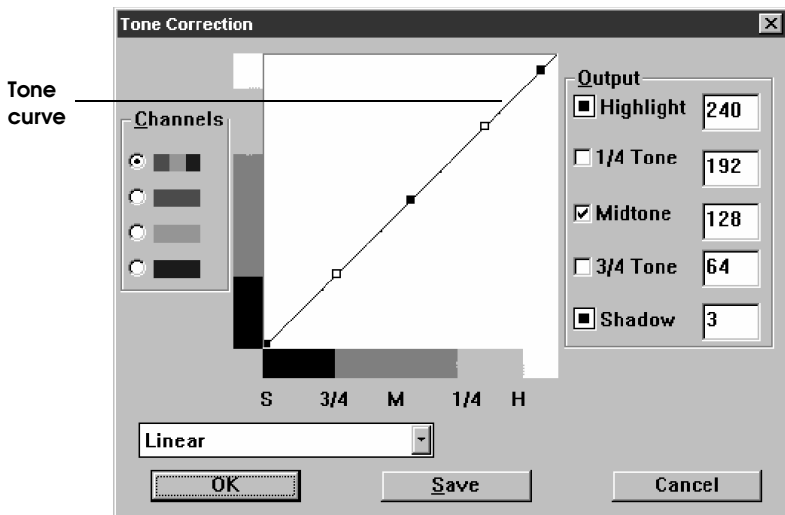 Tone Correction
Tone
curve
Channels
Output
Highlight 240
1/4 Tone 192
Midtone 128
3/4 Tone 64
Shadow 3
S 3/4 M 1/4 H
Linear
OK Save Cancel